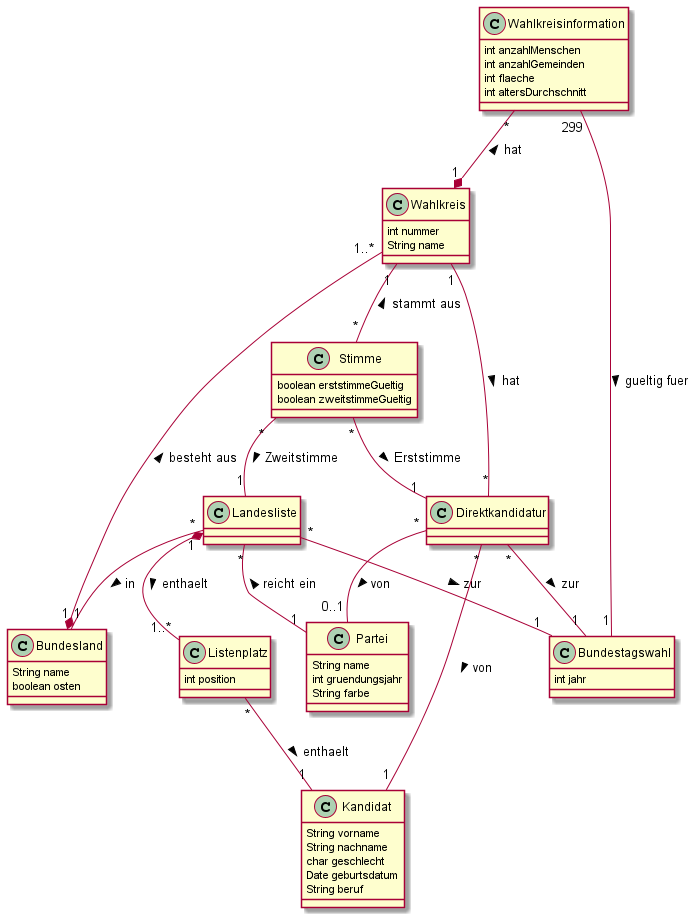 C Wahlkreisinformation
int anzahlMenschen
int anzahlGemeinden
int flaeche
int altersDurchschnitt
* 299
hat
1
C Wahlkreis
int nummer
String name
1..*
1 1
stammt aus
*
C Stimme
boolean erststimmeGueltig
boolean zweitstimmeGueltig
hat
gueltig fuer
* *
besteht aus
Zweitstimme
Erststimme
1 1 *
C Landesliste
C Direktkandidatur
* 1 * * * * *
in
enthaelt
reicht ein
von
zur
zur
1 1 1..* 1 0..1 1 1 1
C Bundesland
String name
boolean osten
C Listenplatz
int position
C Partei
String name
int gruendungsjahr
String farbe
von
C Bundestagswahl
int jahr
*
enthaelt
1 1
C Kandidat
String vorname
String nachname
char geschlecht
Date geburtsdatum
String beruf